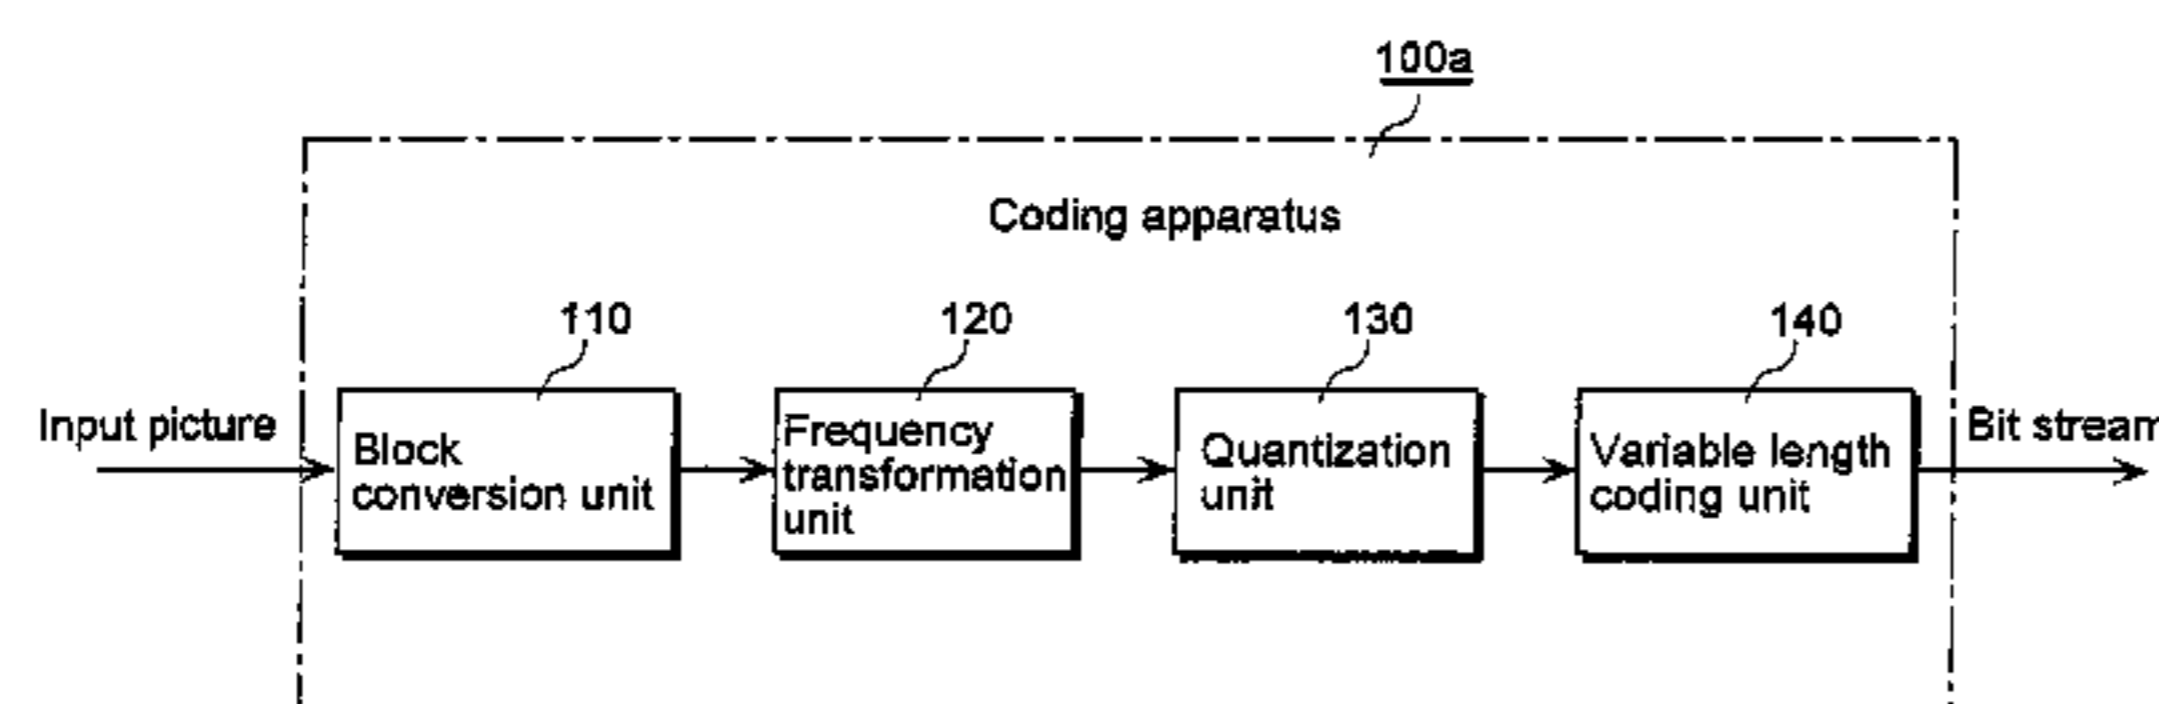 100a
Coding apparatus
110
120
130
140
Input picture
Block
conversion unit
Frequency
transformation
unit
Quantization
unit
Variable length
coding unit
Bit stream